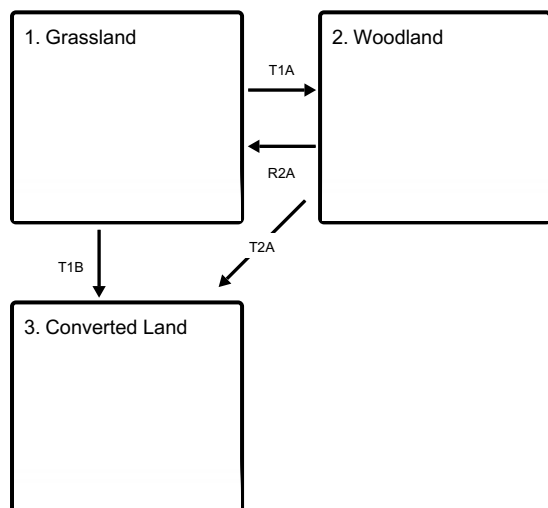 1. Grassland
2. Woodland
T1A
R2A
T1B
T2A
3. Converted Land